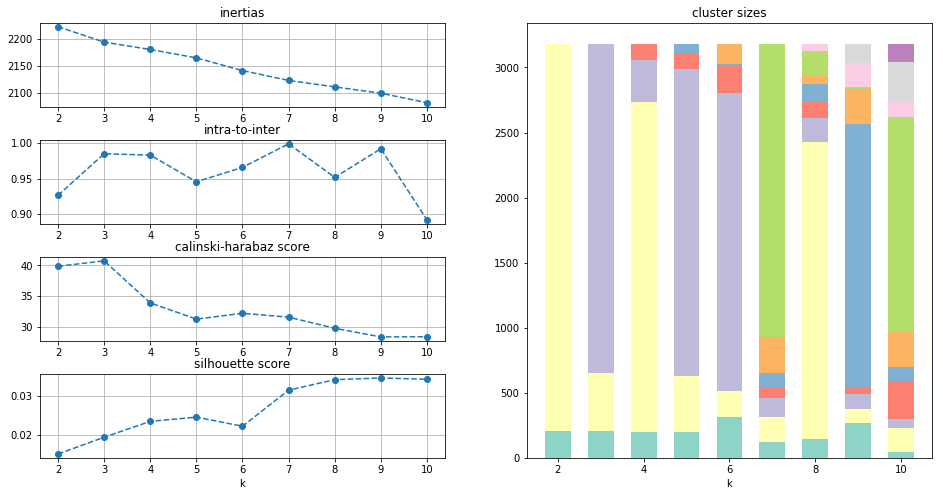 inertias
2200
2150
2100
2 3 4 5 6 7 8 9 10
intra-to-inter
1.00
0.95
0.90
2 3 4 5 6 7 8 9 10
calinski-harabaz score
40
35
30
2 3 4 5 6 7 8 9 10
silhouette score
0.03
0.02
2 3 4 5 6 7 8 9 10
k
cluster sizes
3000
2500
2000
1500
1000
500
0
2 4 6 8 10
k